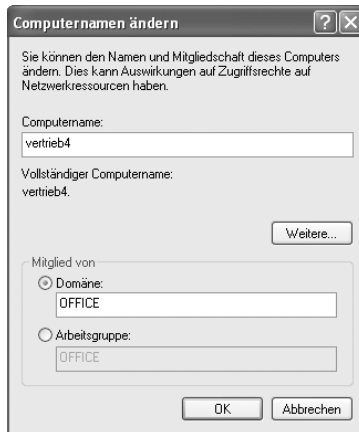 Computernamen ändern
Sie können den Namen und Mitgliedschaft dieses Computers
ändern. Dies kann Auswirkungen auf Zugriffsrechte auf
Netzwerkressourcen haben.
Computername:
vertrieb4
Vollständiger Computername:
vertrieb4.
Weitere...
Mitglied von
Domäne:
OFFICE
Arbeitsgruppe:
OFFICE
OK
Abbrechen